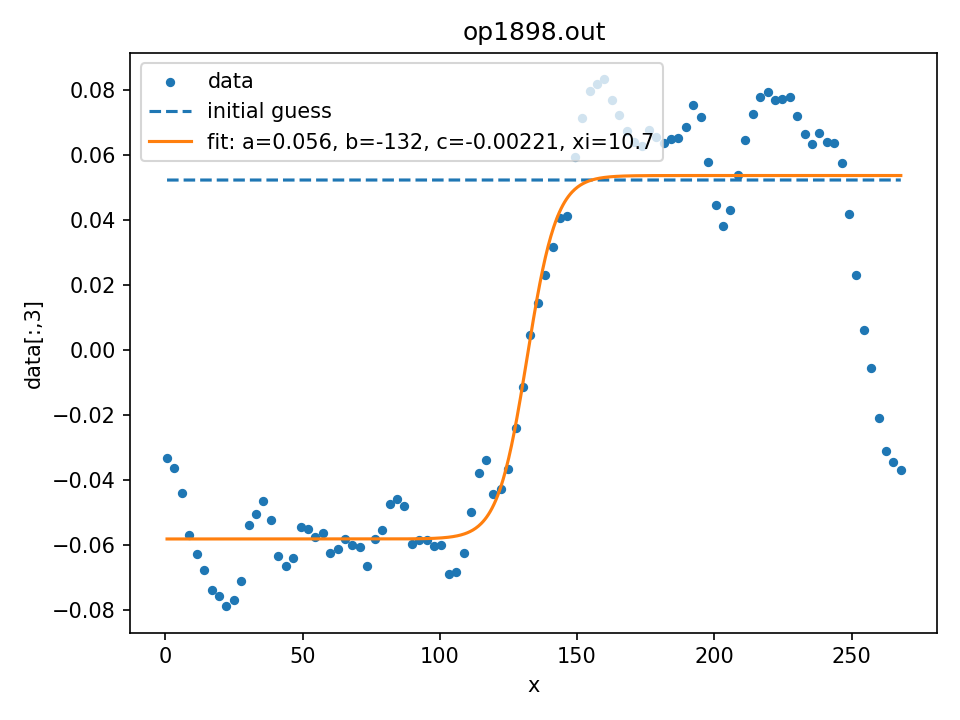 op1898.out
data
initial guess
fit: a=0.056, b=-132, c=-0.00221, xi=10.7
0.08
0.06
0.04
0.02
0.00
−0.02
−0.04
−0.06
−0.08
data[:,3]
0 50 100 150 200 250
x